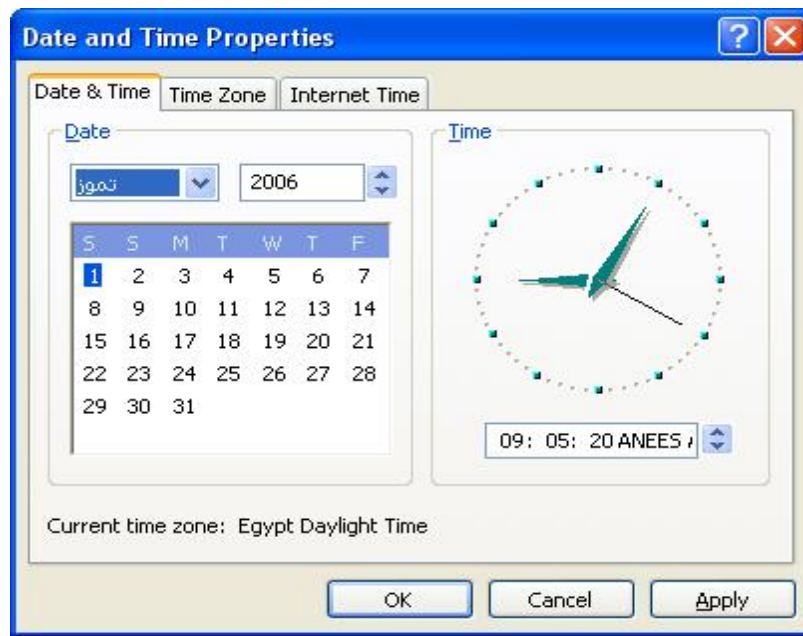 Date and Time Properties
Date & Time Time Zone Internet Time
Date
تموز 2006
S S M T W T F
1 2 3 4 5 6 7
8 9 10 11 12 13 14
15 16 17 18 19 20 21
22 23 24 25 26 27 28
29 30 31
Time
09: 05: 20 ANEES
Current time zone: Egypt Daylight Time
OK Cancel Apply